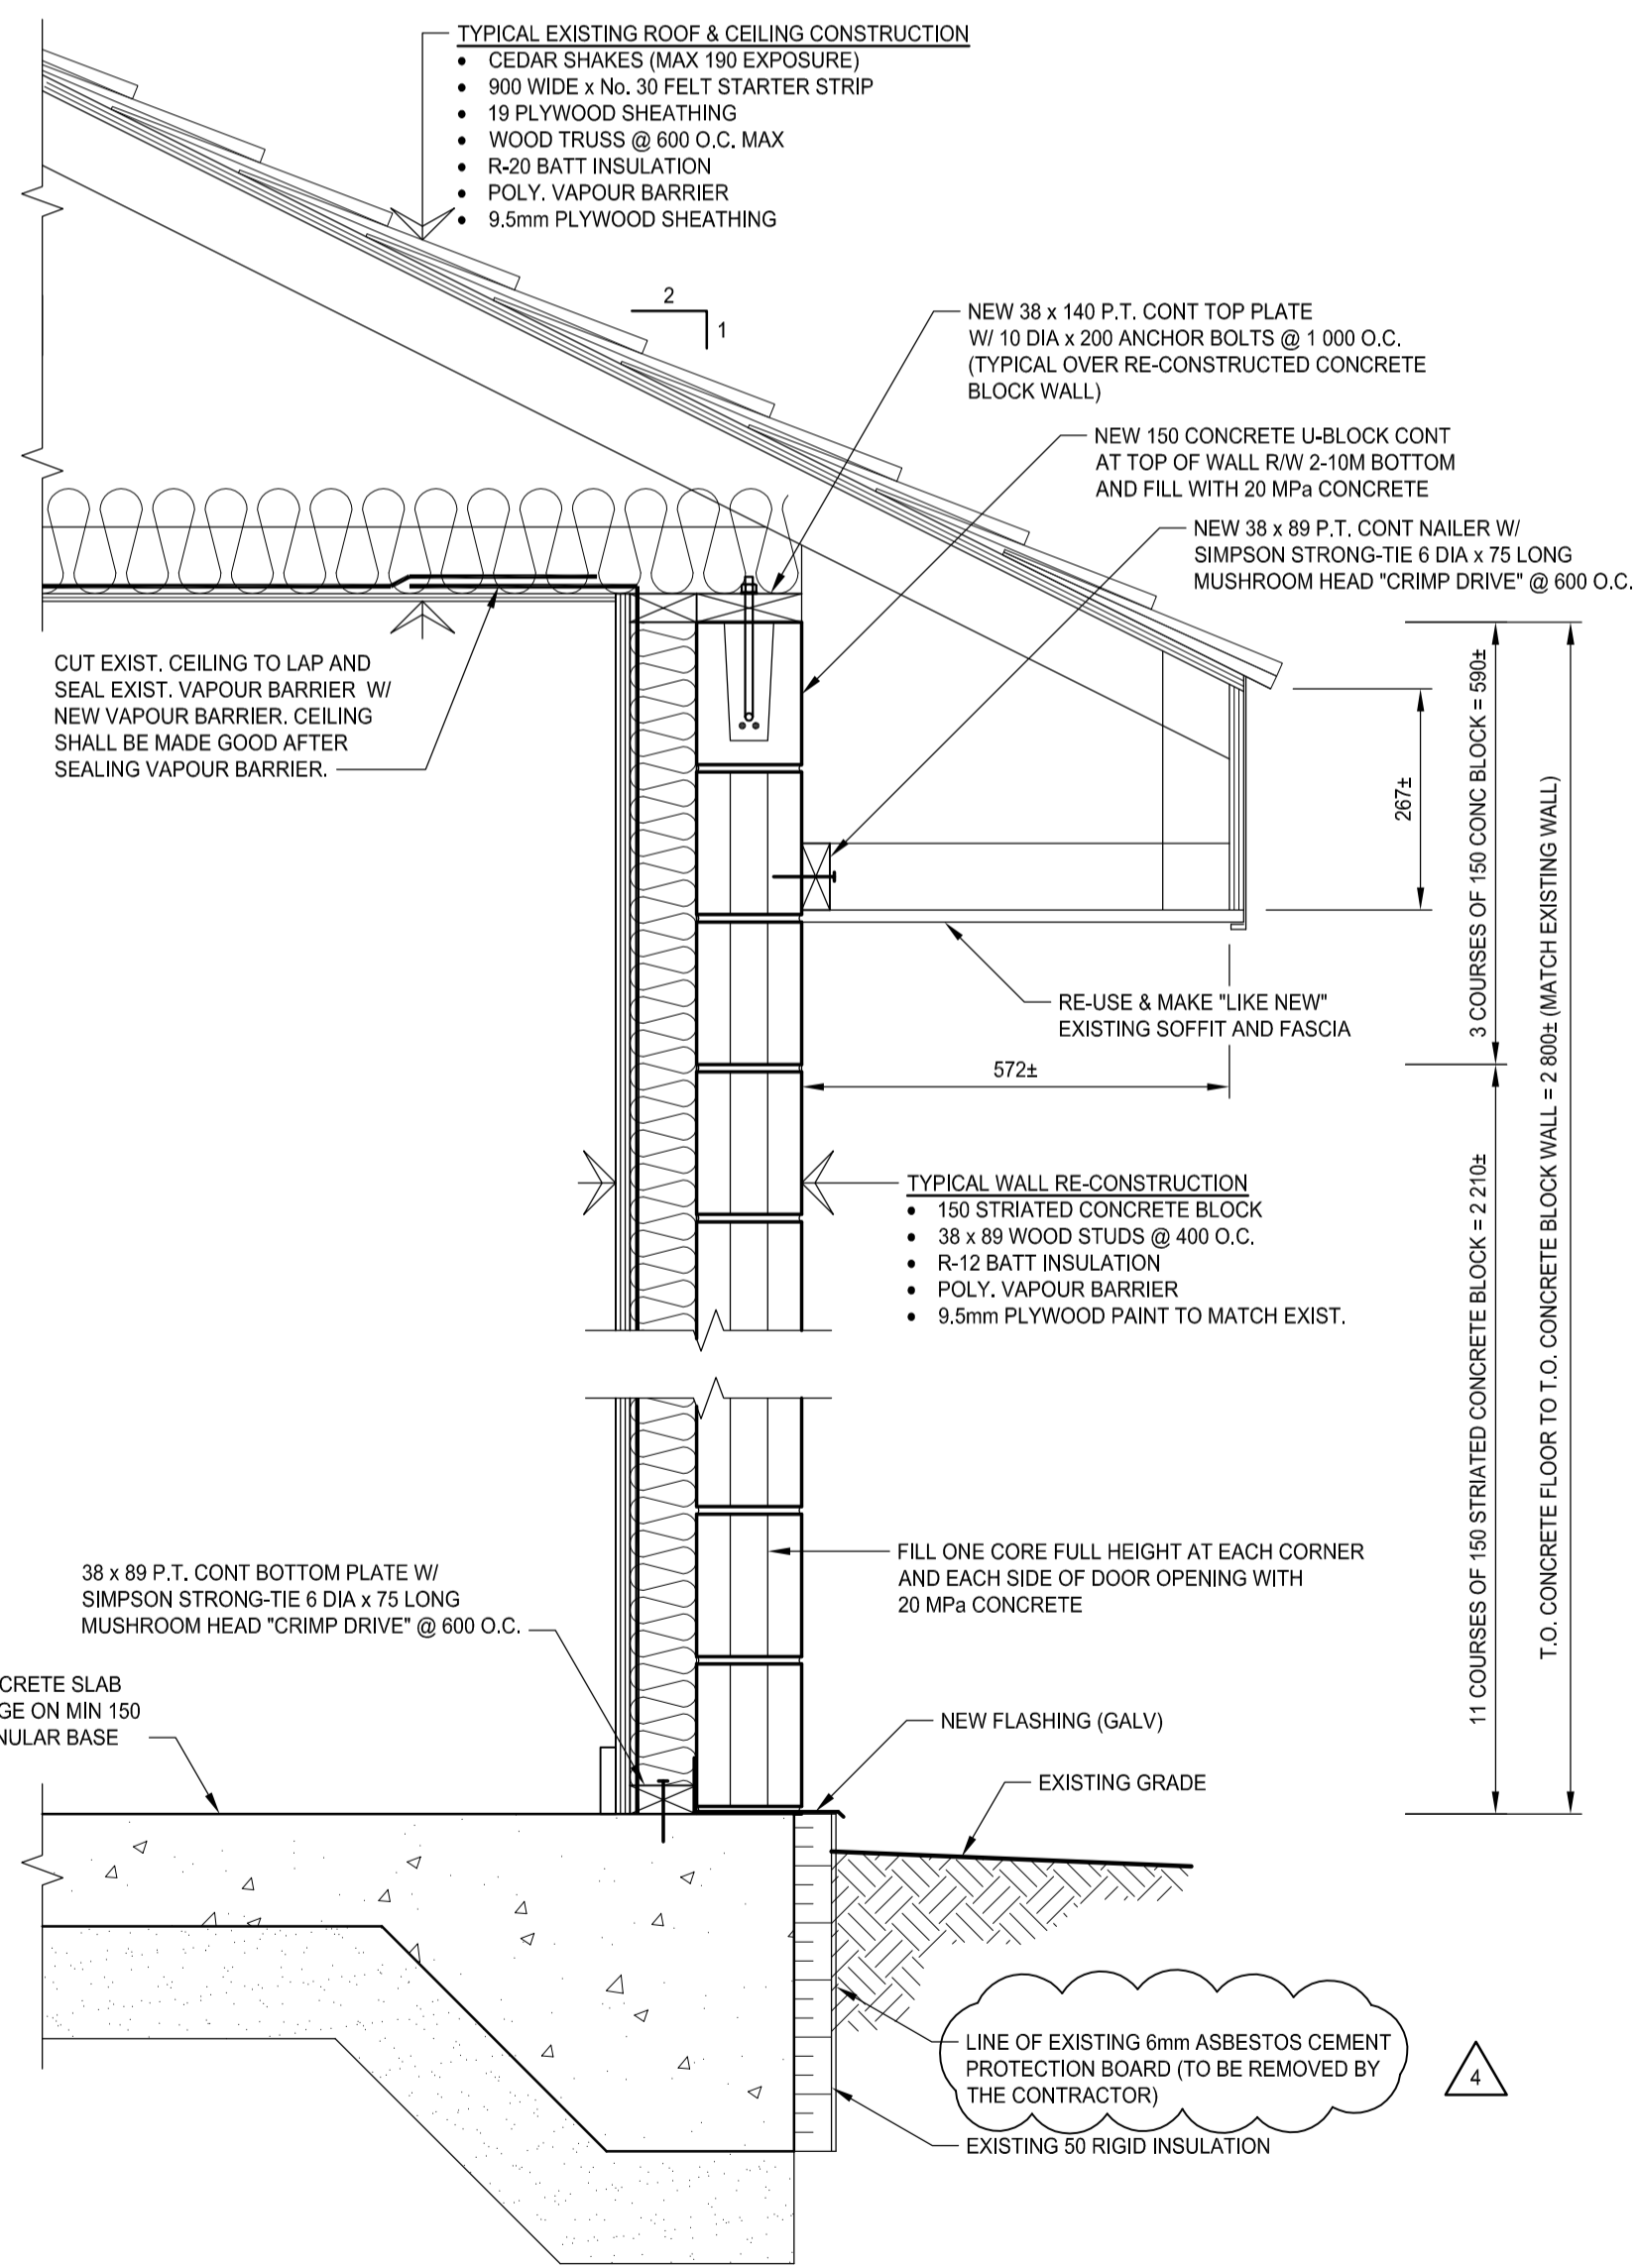 TYPICAL EXISTING ROOF & CEILING CONSTRUCTION
• CEDAR SHAKES (MAX 190 EXPOSURE)
• 900 WIDE x No. 30 FELT STARTER STRIP
• 19 PLYWOOD SHEATHING
• WOOD TRUSS @ 600 O.C. MAX
• R-20 BATT INSULATION
• POLY. VAPOUR BARRIER
• 9.5mm PLYWOOD SHEATHING
2
1
NEW 38 x 140 P.T. CONT TOP PLATE
W/ 10 DIA x 200 ANCHOR BOLTS @ 1 000 O.C.
(TYPICAL OVER RE-CONSTRUCTED CONCRETE
BLOCK WALL)
NEW 150 CONCRETE U-BLOCK CONT
AT TOP OF WALL R/W 2-10M BOTTOM
AND FILL WITH 20 MPa CONCRETE
NEW 38 x 89 P.T. CONT NAILER W/
SIMPSON STRONG-TIE 6 DIA x 75 LONG
MUSHROOM HEAD "CRIMP DRIVE" @ 600 O.C.
CUT EXIST. CEILING TO LAP AND
SEAL EXIST. VAPOUR BARRIER W/
NEW VAPOUR BARRIER. CEILING
SHALL BE MADE GOOD AFTER
SEALING VAPOUR BARRIER.
267±
3 COURSES OF 150 CONC BLOCK = 590±
T.O. CONCRETE FLOOR TO T.O. CONCRETE BLOCK WALL = 2 800± (MATCH EXISTING WALL)
RE-USE & MAKE "LIKE NEW"
EXISTING SOFFIT AND FASCIA
572±
TYPICAL WALL RE-CONSTRUCTION
• 150 STRIATED CONCRETE BLOCK
• 38 x 89 WOOD STUDS @ 400 O.C.
• R-12 BATT INSULATION
• POLY. VAPOUR BARRIER
• 9.5mm PLYWOOD PAINT TO MATCH EXIST.
11 COURSES OF 150 STRIATED CONCRETE BLOCK = 2 210±
FILL ONE CORE FULL HEIGHT AT EACH CORNER
AND EACH SIDE OF DOOR OPENING WITH
20 MPa CONCRETE
38 x 89 P.T. CONT BOTTOM PLATE W/
SIMPSON STRONG-TIE 6 DIA x 75 LONG
MUSHROOM HEAD "CRIMP DRIVE" @ 600 O.C.
CRETE SLAB
GE ON MIN 150
NULAR BASE
NEW FLASHING (GALV)
EXISTING GRADE
LINE OF EXISTING 6mm ASBESTOS CEMENT
PROTECTION BOARD (TO BE REMOVED BY
THE CONTRACTOR)
4
EXISTING 50 RIGID INSULATION